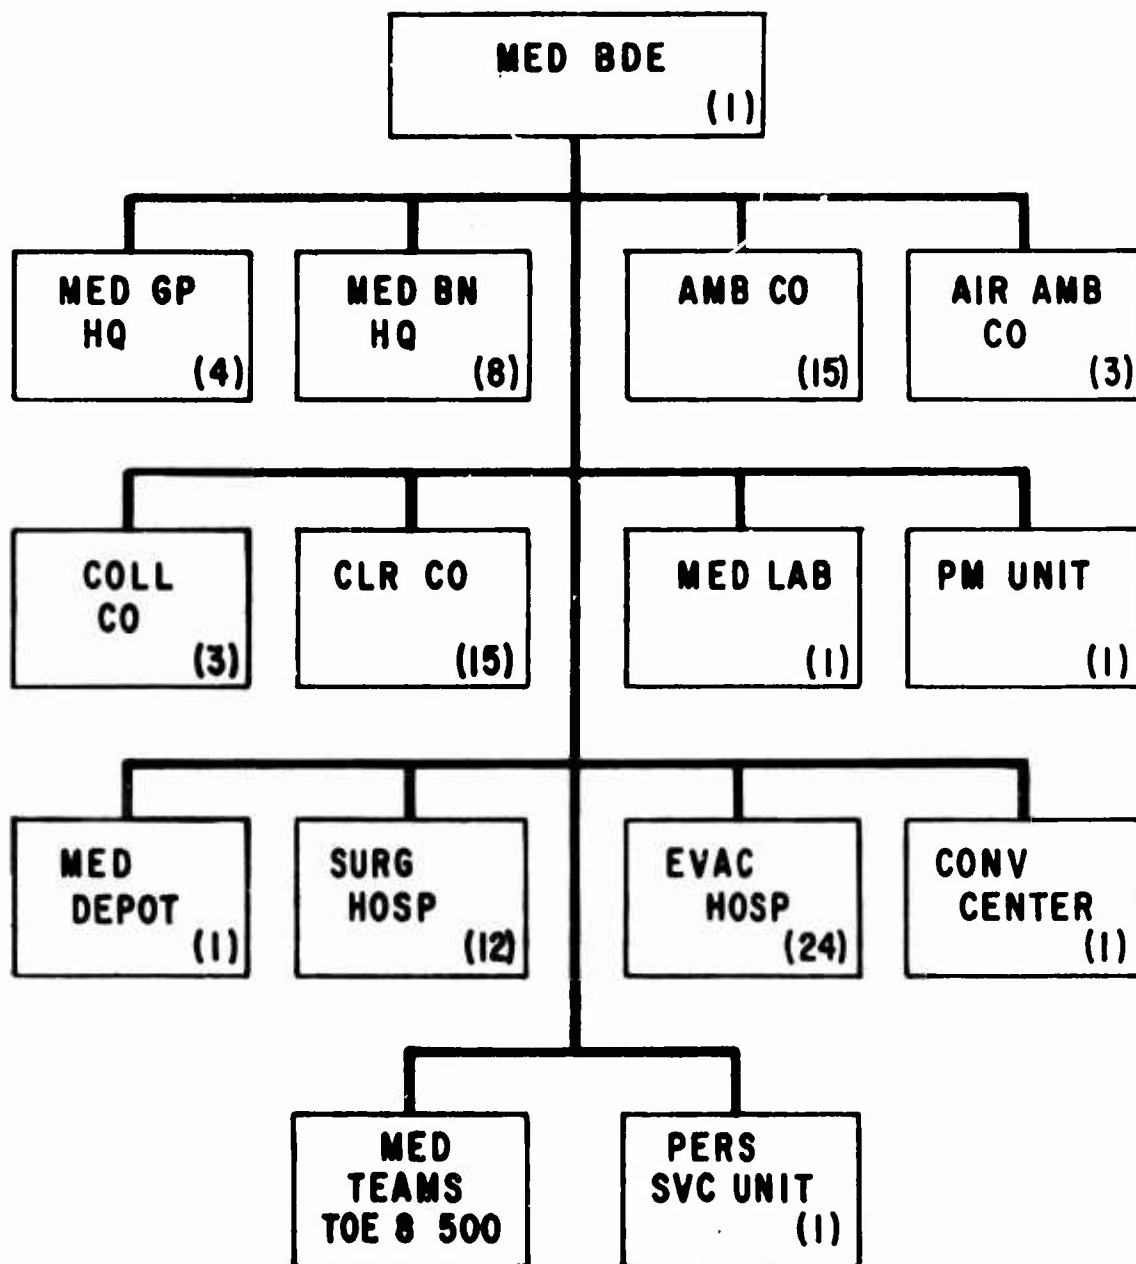 MED BDE
(1)
MED GP
HQ
(4)
MED BN
HQ
(8)
AMB CO
(15)
AIR AMB
CO
(3)
COLL
CO
(3)
CLR CO
(15)
MED LAB
(1)
PM UNIT
(1)
MED
DEPOT
(1)
SURG
HOSP
(12)
EVAC
HOSP
(24)
CONV
CENTER
(1)
MED
TEAMS
TOE 8 500
PERS
SVC UNIT
(1)